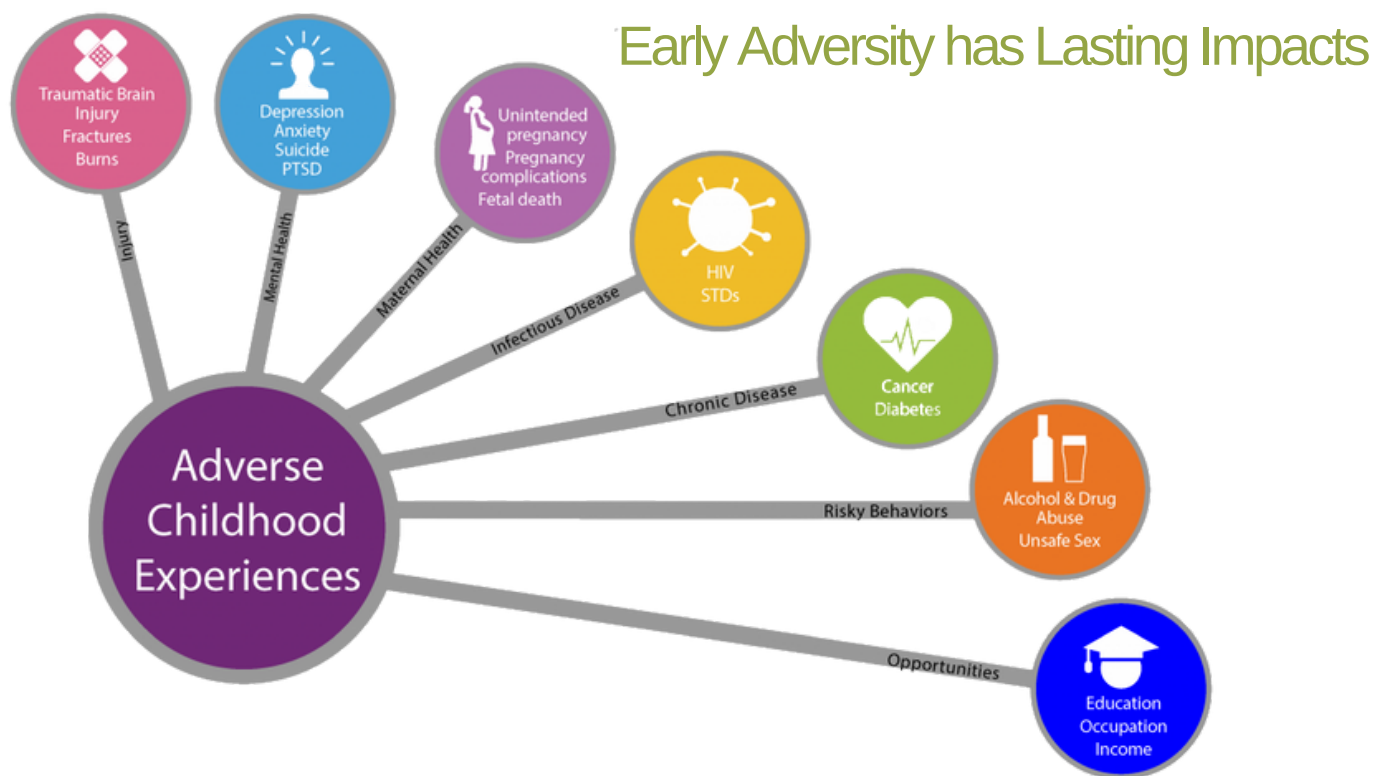 Early Adversity has Lasting Impacts
Traumatic Brain
Injury
Fractures
Burns
Injury
Depression
Anxiety
Suicide
PTSD
Mental Health
Unintended
pregnancy
Pregnancy
complications
Fetal death
Maternal Health
HIV
STDs
Infectious Disease
Cancer
Diabetes
Chronic Disease
Alcohol & Drug
Abuse
Unsafe Sex
Risky Behaviors
Education
Occupation
Income
Opportunities
Adverse
Childhood
Experiences